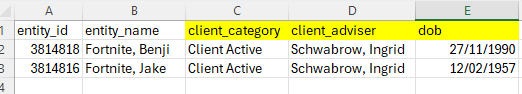 A B C D E
1 entity_id entity_name client_category client_adviser dob
2 3814818 Fortnite, Benji Client Active Schwabrow, Ingrid 27/11/1990
3 3814816 Fortnite, Jake Client Active Schwabrow, Ingrid 12/02/1957
4